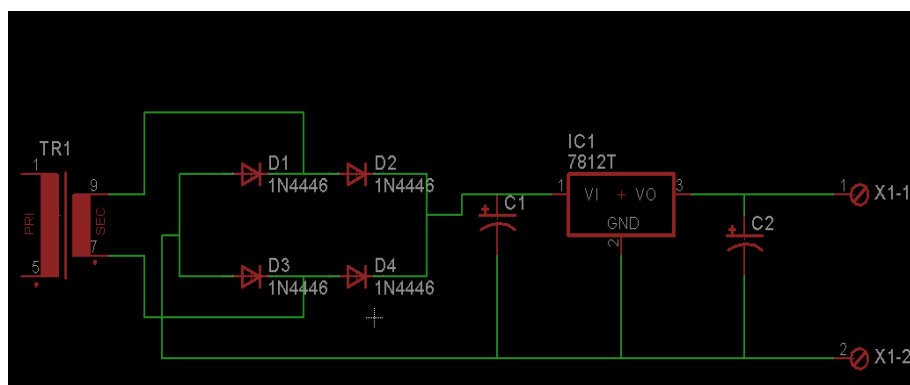 TR1
1
PRI
5
9
SEC
7
D1
1N4446
D2
1N4446
D3
1N4446
D4
1N4446
C1
IC1
7812T
1
VI
VO
3
GND
2
C2
1
X1-1
2
X1-2